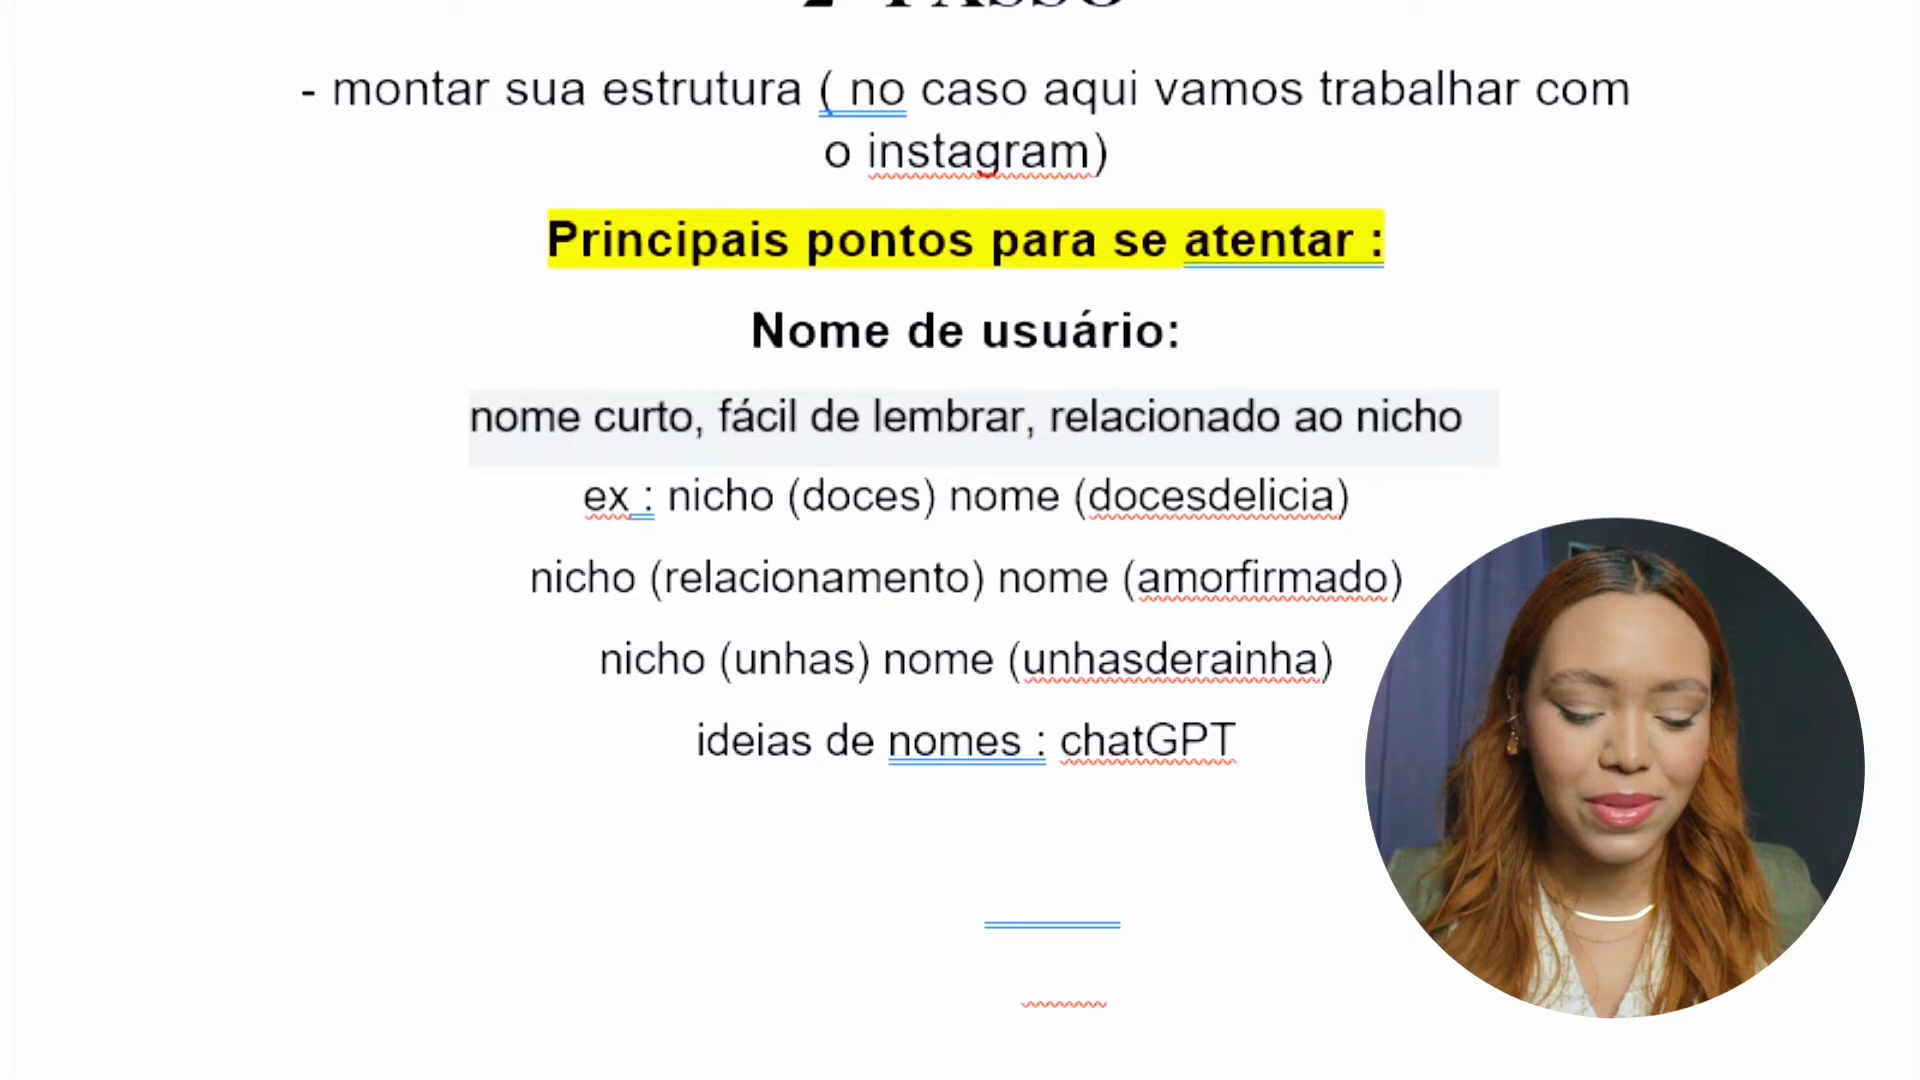 2º PASSO
- montar sua estrutura ( no caso aqui vamos trabalhar com
o instagram)
Principais pontos para se atentar :
Nome de usuário:
nome curto, fácil de lembrar, relacionado ao nicho
ex : nicho (doces) nome (docesdelicia)
nicho (relacionamento) nome (amorfirmado)
nicho (unhas) nome (unhasderainha)
ideias de nomes : chatGPT